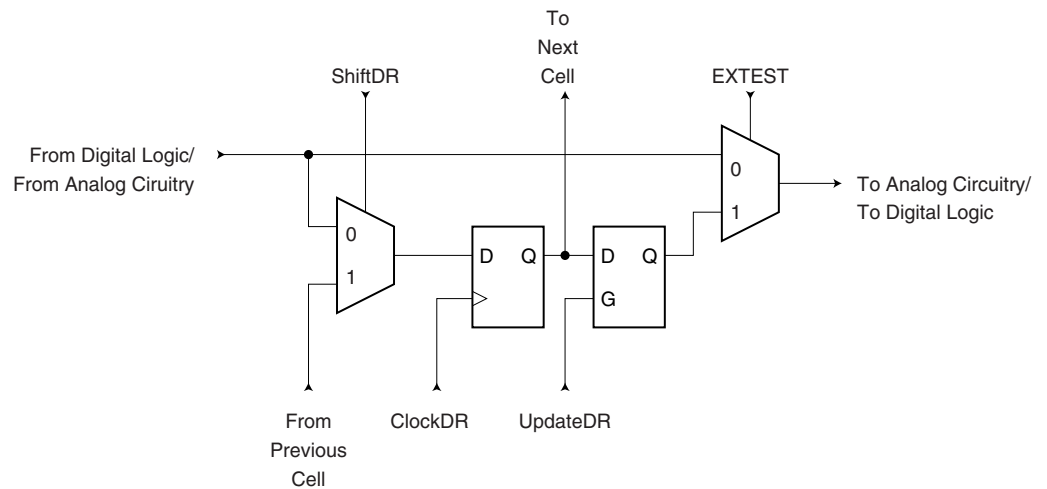 To
Next
Cell
ShiftDR
EXTEST
From Digital Logic/
From Analog Ciruitry
0
1
To Analog Circuitry/
To Digital Logic
0
1
D Q
D Q
G
From
Previous
Cell
ClockDR
UpdateDR